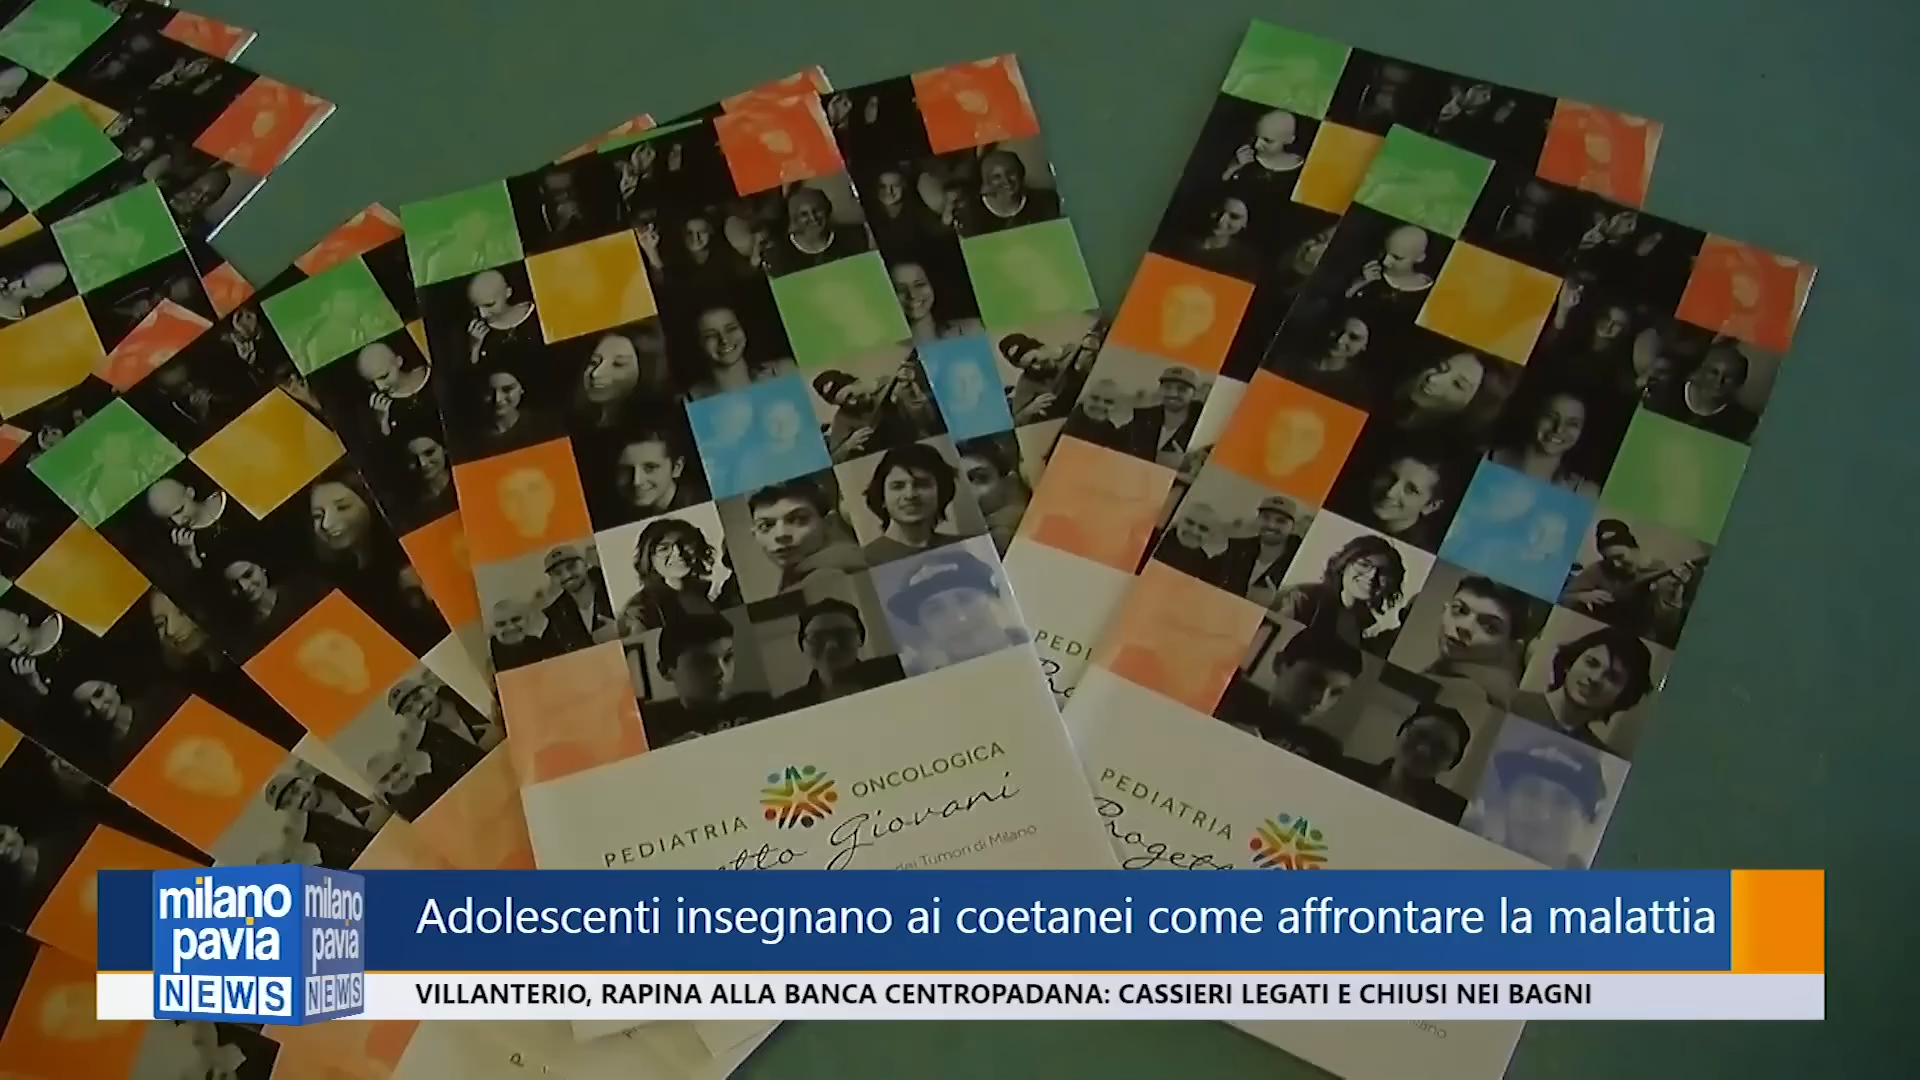 PEDIATRIA ONCOLOGICA
Giovani
dei Tumori di Milano
PEDI
PEDIATRIA
milano
pavia
NEWS
milano
pavia
NEWS
Adolescenti insegnano ai coetanei come affrontare la malattia
VILLANTERIO, RAPINA ALLA BANCA CENTROPADANA: CASSIERI LEGATI E CHIUSI NEI BAGNI